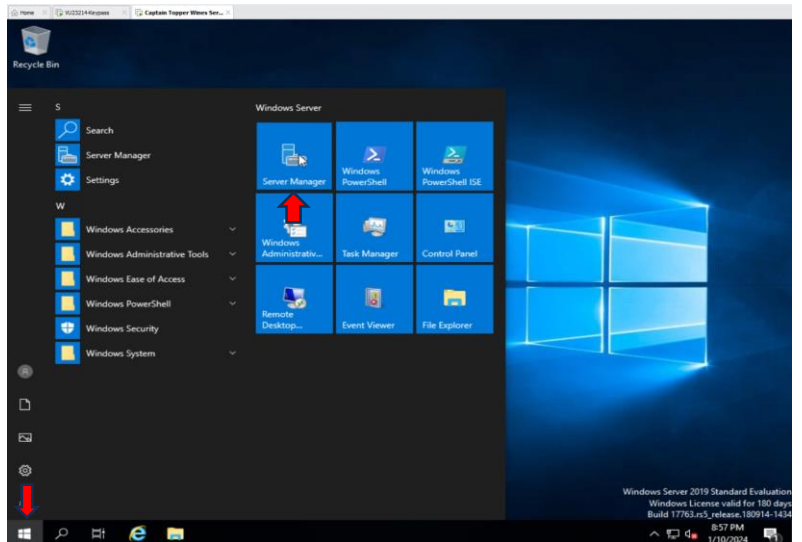 Home
VU23214-Keypass
Captain Topper Wines Ser...
Recycle Bin
S
Search
Server Manager
Settings
W
Windows Accessories
Windows Administrative Tools
Windows Ease of Access
Windows PowerShell
Windows Security
Windows System
Windows Server
Server Manager
Windows
PowerShell
Windows
PowerShell ISE
Windows
Administrativ...
Task Manager
Control Panel
Remote
Desktop...
Event Viewer
File Explorer
Windows Server 2019 Standard Evaluation
Windows License valid for 180 days
Build 17763.rs5_release.180914-1434
8:57 PM
1/10/2024